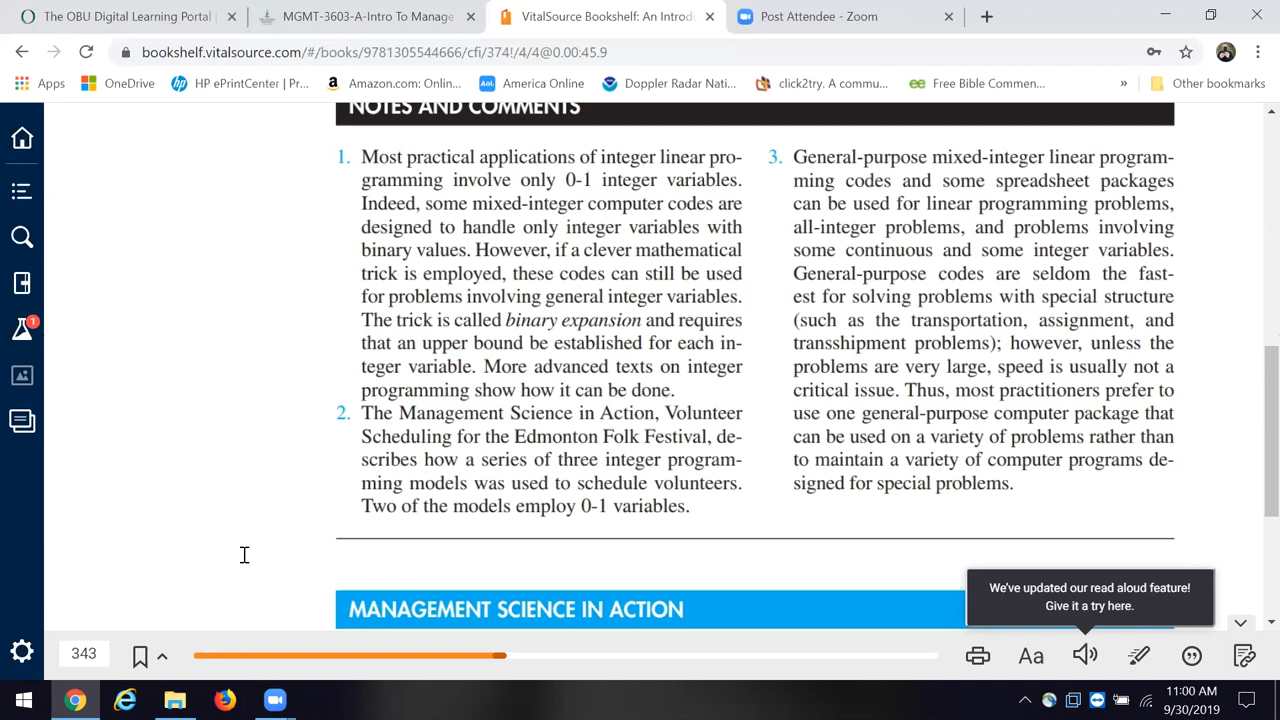 The OBU Digital Learning Portal (
MGMT-3603-A-Intro To Manage
VitalSource Bookshelf: An Introd
Post Attendee - Zoom
bookshelf.vitalsource.com/#/books/9781305544666/cfi/374!/4/4@0.00:45.9
Apps
OneDrive
HP ePrintCenter | Pr...
Amazon.com: Onlin...
Aol.
America Online
Doppler Radar Nati...
click2try. A commu...
Free Bible Commen...
»
Other bookmarks
NOTES AND COMMENTS
1. Most practical applications of integer linear pro-
gramming involve only 0-1 integer variables.
Indeed, some mixed-integer computer codes are
designed to handle only integer variables with
binary values. However, if a clever mathematical
trick is employed, these codes can still be used
for problems involving general integer variables.
The trick is called binary expansion and requires
that an upper bound be established for each in-
teger variable. More advanced texts on integer
programming show how it can be done.
2. The Management Science in Action, Volunteer
Scheduling for the Edmonton Folk Festival, de-
scribes how a series of three integer program-
ming models was used to schedule volunteers.
Two of the models employ 0-1 variables.
3. General-purpose mixed-integer linear program-
ming codes and some spreadsheet packages
can be used for linear programming problems,
all-integer problems, and problems involving
some continuous and some integer variables.
General-purpose codes are seldom the fast-
est for solving problems with special structure
(such as the transportation, assignment, and
transshipment problems); however, unless the
problems are very large, speed is usually not a
critical issue. Thus, most practitioners prefer to
use one general-purpose computer package that
can be used on a variety of problems rather than
to maintain a variety of computer programs de-
signed for special problems.
1
We've updated our read aloud feature!
Give it a try here.
MANAGEMENT SCIENCE IN ACTION
343
Aa
11:00 AM
9/30/2019